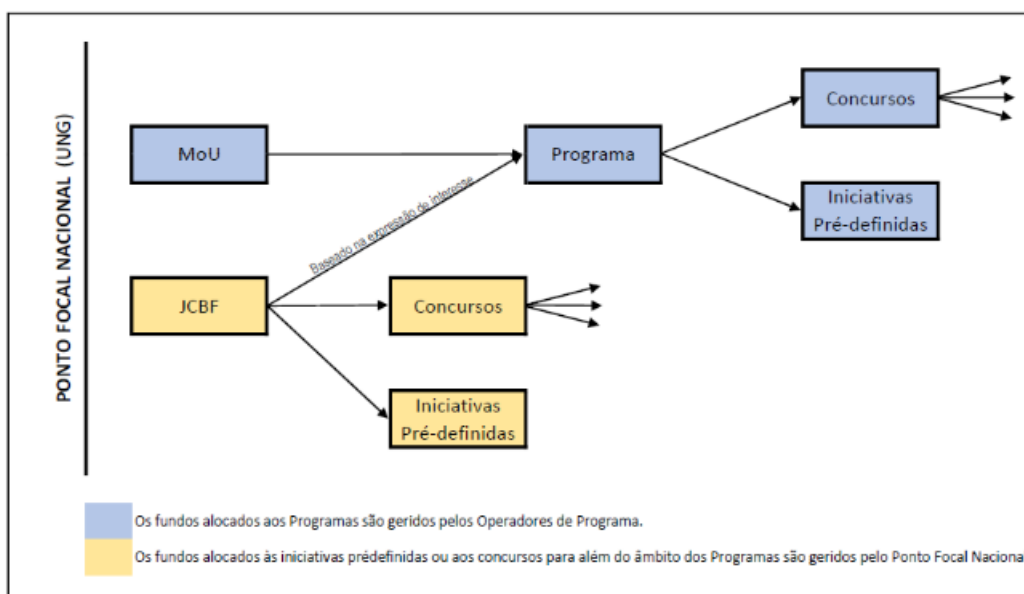 PONTO FOCAL NACIONAL (UNG)
MoU
Programa
Concursos
Iniciativas
Pré-definidas
Baseado na expressão de interesse
JCBF
Concursos
Iniciativas
Pré-definidas
Os fundos alocados aos Programas são geridos pelos Operadores de Programa.
Os fundos alocados às iniciativas prédefinidas ou aos concursos para além do âmbito dos Programas são geridos pelo Ponto Focal Naciona